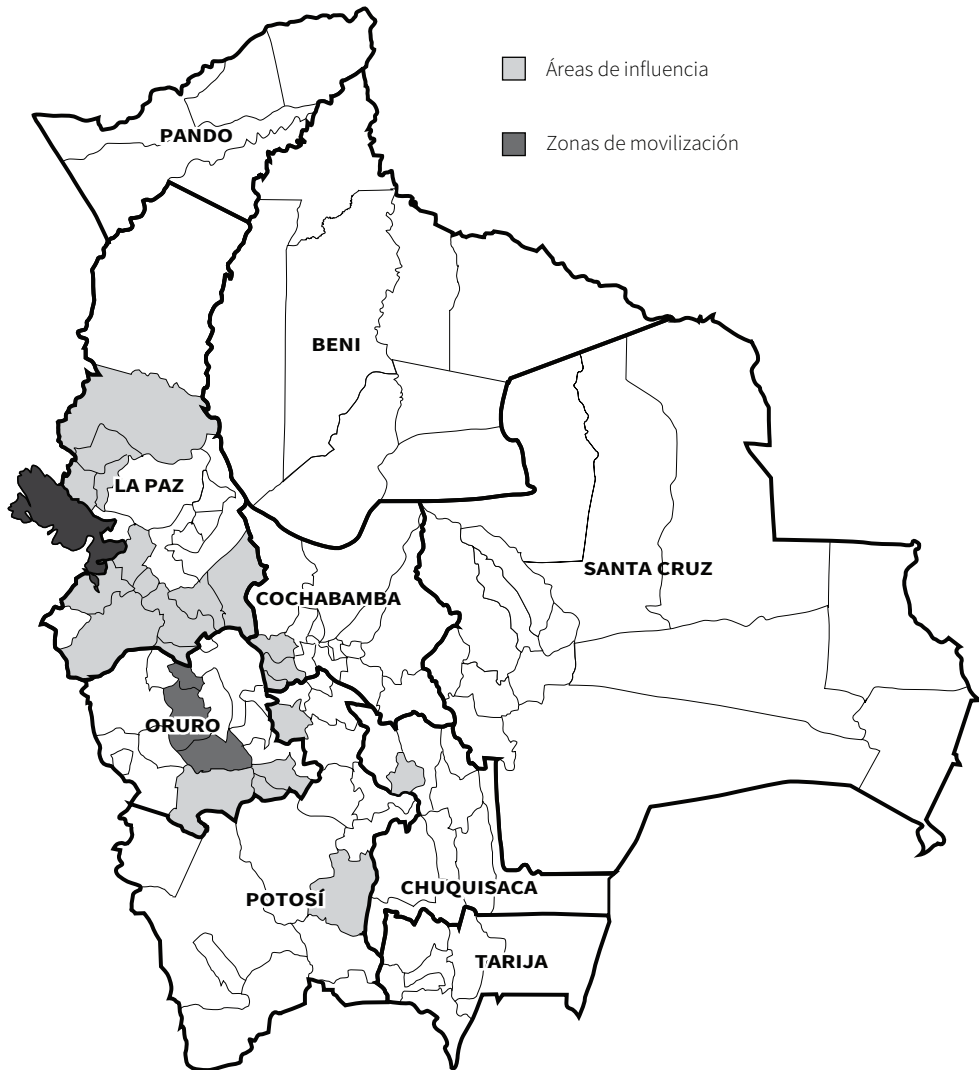 Áreas de influencia
Zonas de movilización
PANDO
BENI
LA PAZ
SANTA CRUZ
COCHABAMBA
ORURO
CHUQUISACA
POTOSÍ
TARIJA